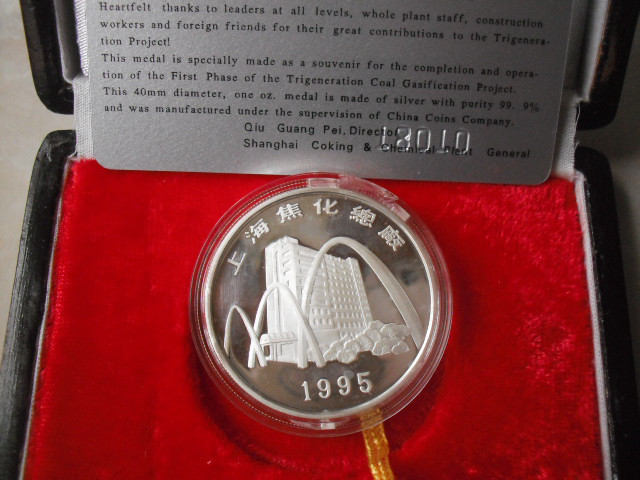 Heartfelt thanks to leaders at all levels, whole plant staff, construction
workers and foreign friends for their great contributions to the Trigenera-
tion Project!
This medal is specially made as a souvenir for the completion and opera-
tion of the First Phase of the Trigeneration Coal Gasification Project.
This 40mm diameter, one oz. medal is made of silver with purity 99. 9%
and was manufactured under the supervision of China Coins Company.
Qiu Guang Pei, Director
Shanghai Coking & Chemical Plant General
上海焦化總廠
1995